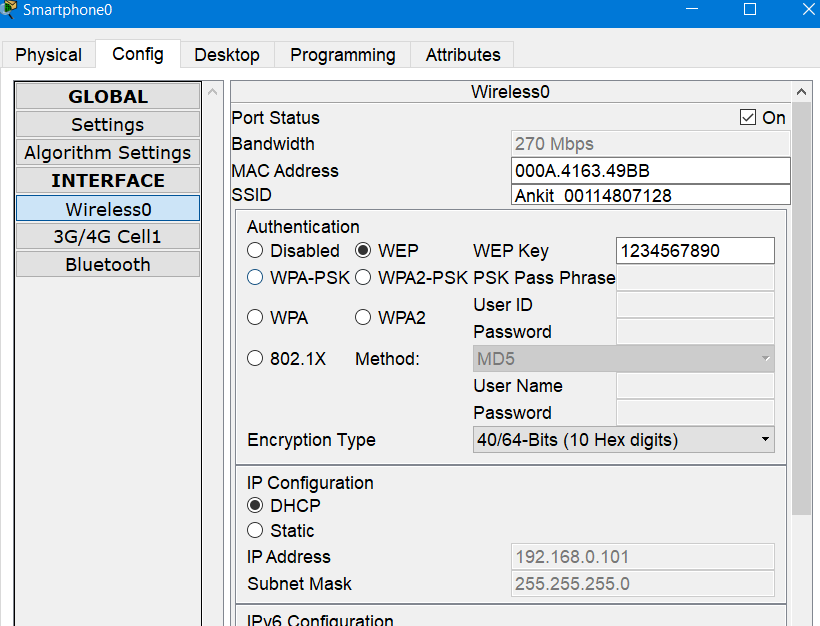 Smartphone0
Physical Config Desktop Programming Attributes
GLOBAL
Settings
Algorithm Settings
INTERFACE
Wireless0
3G/4G Cell1
Bluetooth
Wireless0
Port Status On
Bandwidth 270 Mbps
MAC Address 000A.4163.49BB
SSID Ankit_00114807128
Authentication
Disabled WEP WEP Key 1234567890
WPA-PSK WPA2-PSK PSK Pass Phrase
User ID
WPA WPA2
Password
802.1X Method: MD5
User Name
Password
Encryption Type 40/64-Bits (10 Hex digits)
IP Configuration
DHCP
Static
IP Address 192.168.0.101
Subnet Mask 255.255.255.0
IPv6 Configuration